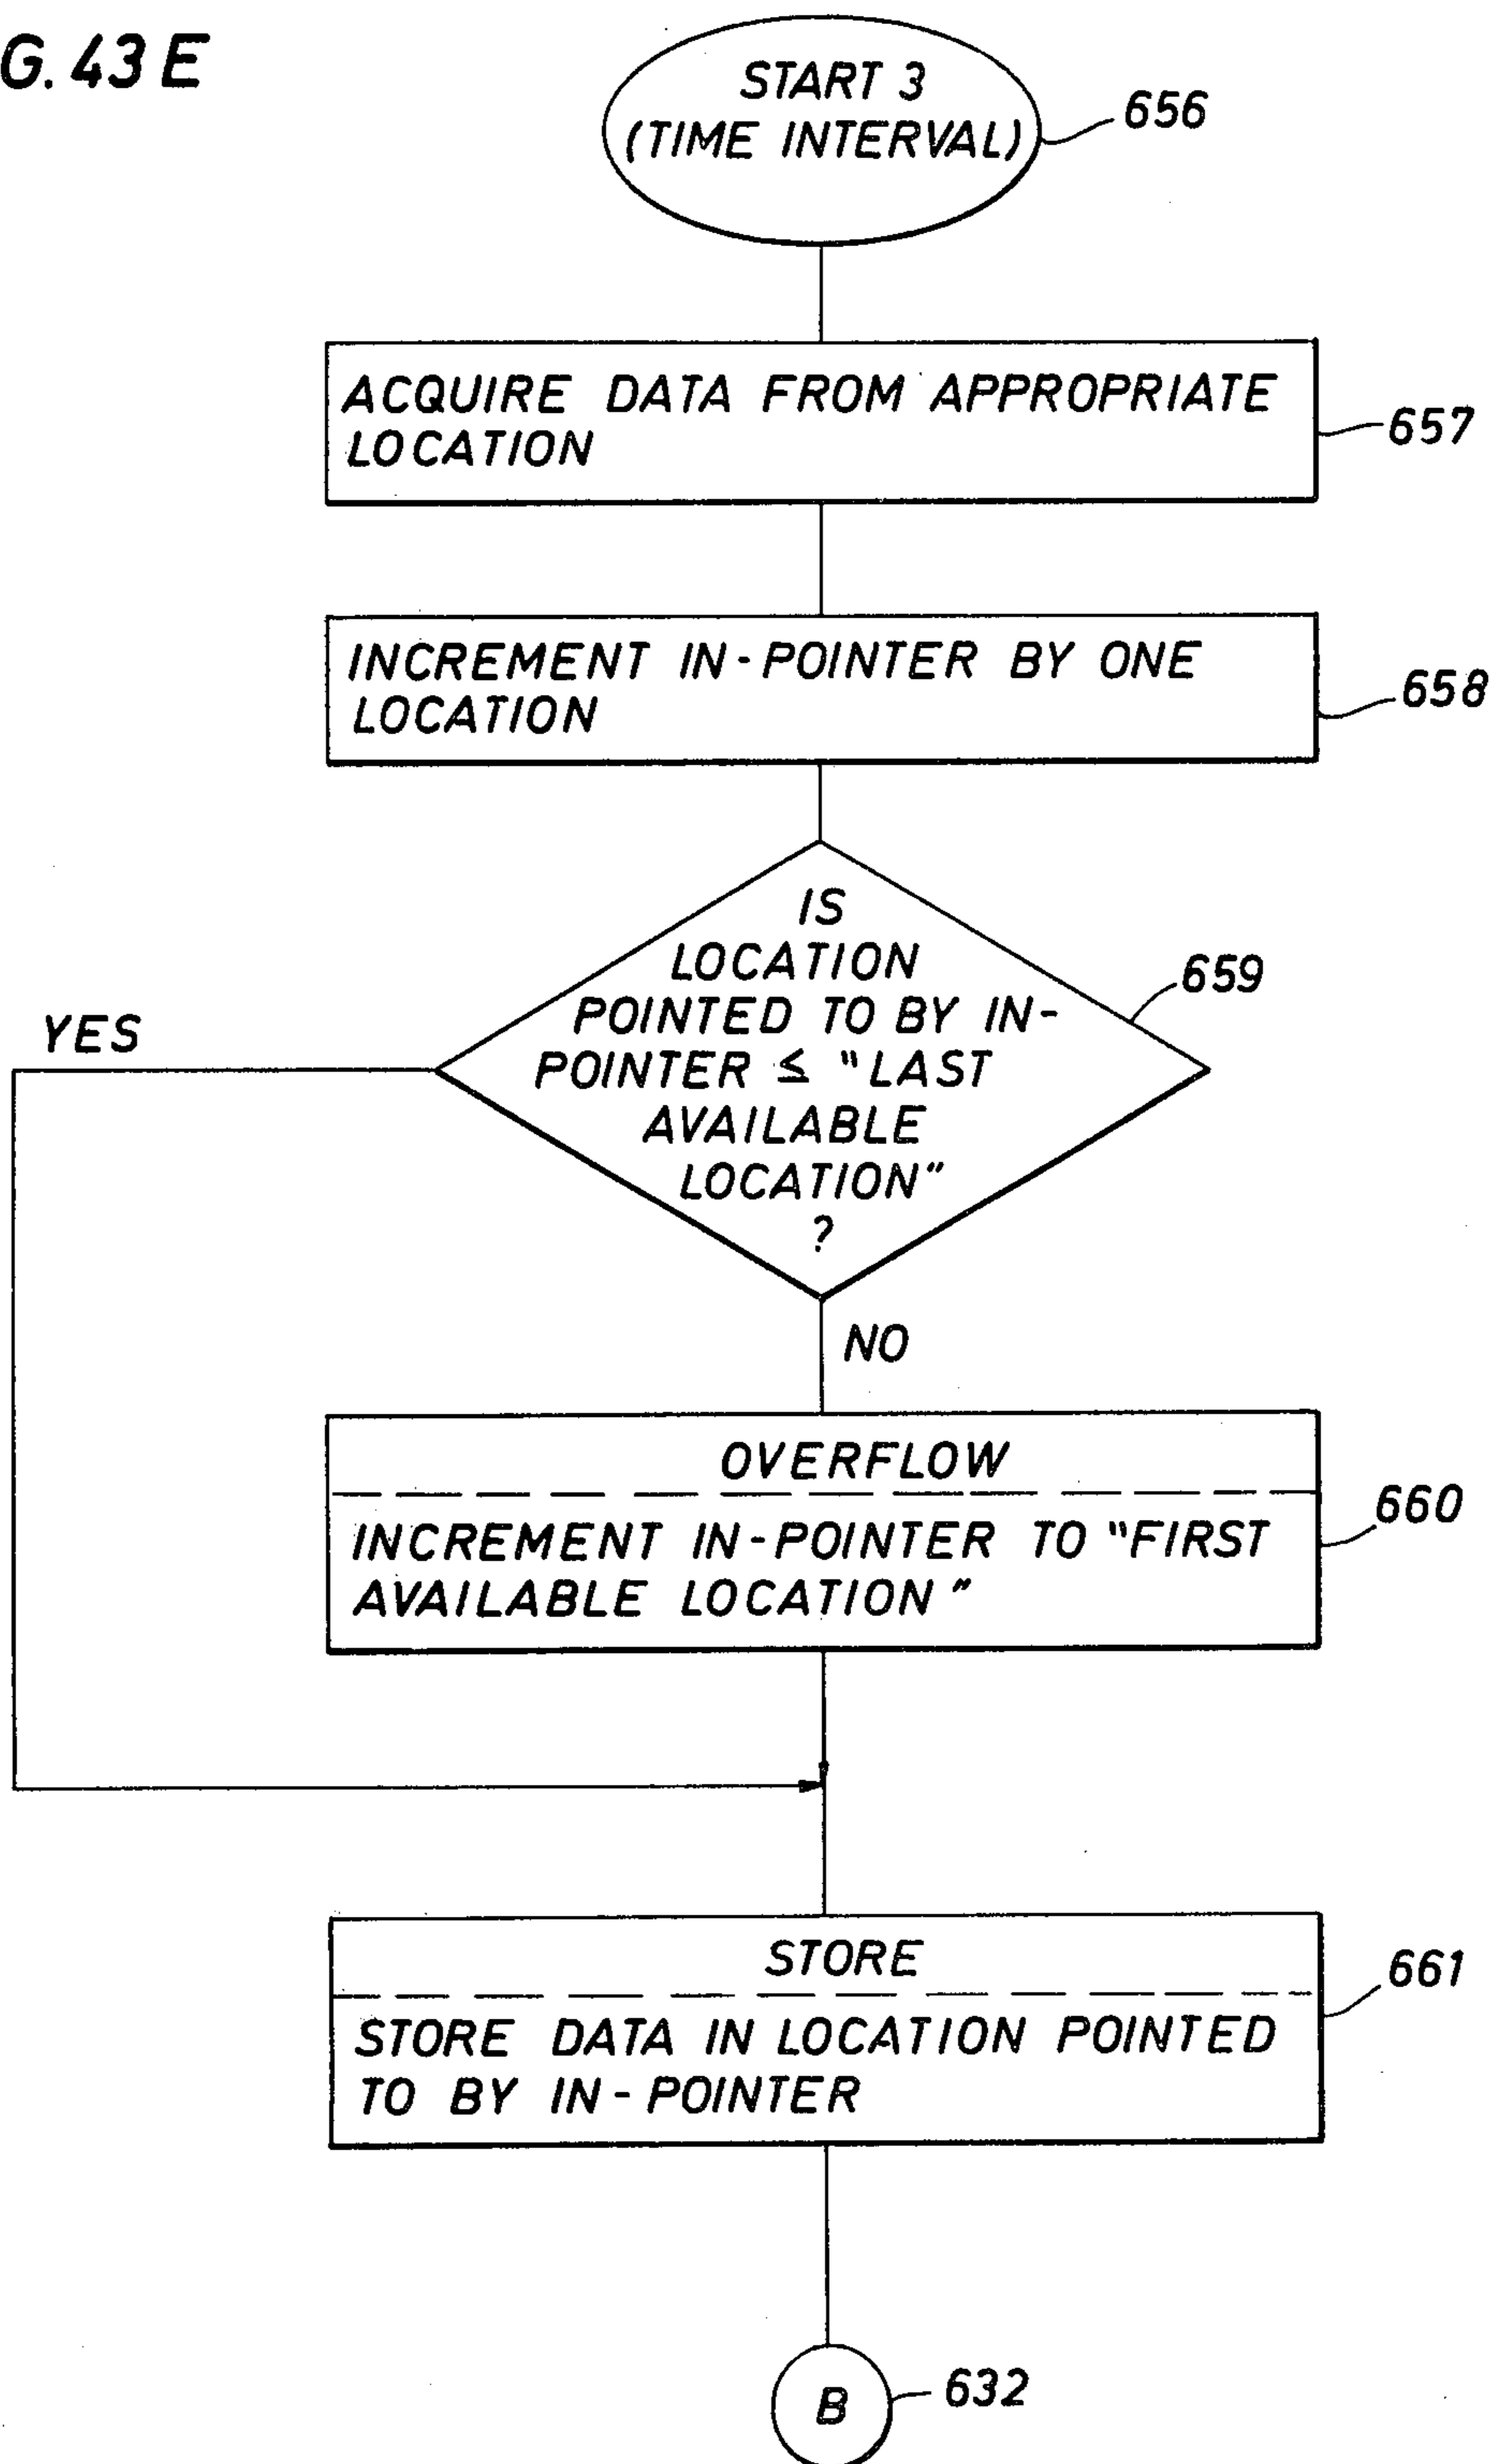 G. 43 E
START 3
(TIME INTERVAL)
656
ACQUIRE DATA FROM APPROPRIATE
LOCATION
657
INCREMENT IN-POINTER BY ONE
LOCATION
658
IS
LOCATION
POINTED TO BY IN-
POINTER ≤ "LAST
AVAILABLE
LOCATION"
?
659
YES
NO
OVERFLOW
INCREMENT IN-POINTER TO "FIRST
AVAILABLE LOCATION"
660
STORE
STORE DATA IN LOCATION POINTED
TO BY IN-POINTER
661
B
632